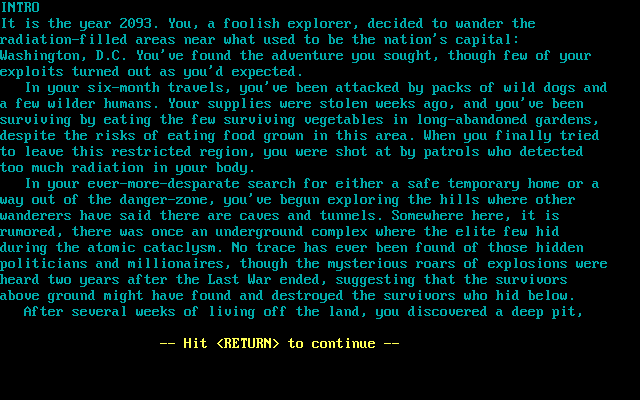 INTRO
It is the year 2093. You, a foolish explorer, decided to wander the
radiation-filled areas near what used to be the nation's capital:
Washington, D.C. You've found the adventure you sought, though few of your
exploits turned out as you'd expected.
In your six-month travels, you've been attacked by packs of wild dogs and
a few wilder humans. Your supplies were stolen weeks ago, and you've been
surviving by eating the few surviving vegetables in long-abandoned gardens,
despite the risks of eating food grown in this area. When you finally tried
to leave this restricted region, you were shot at by patrols who detected
too much radiation in your body.
In your ever-more-desperate search for either a safe temporary home or a
way out of the danger-zone, you've begun exploring the hills where other
wanderers have said there are caves and tunnels. Somewhere here, it is
rumored, there was once an underground complex where the elite few hid
during the atomic cataclysm. No trace has ever been found of those hidden
politicians and millionaires, though the mysterious roars of explosions were
heard two years after the Last War ended, suggesting that the survivors
above ground might have found and destroyed the survivors who hid below.
After several weeks of living off the land, you discovered a deep pit,
-- Hit <RETURN> to continue --